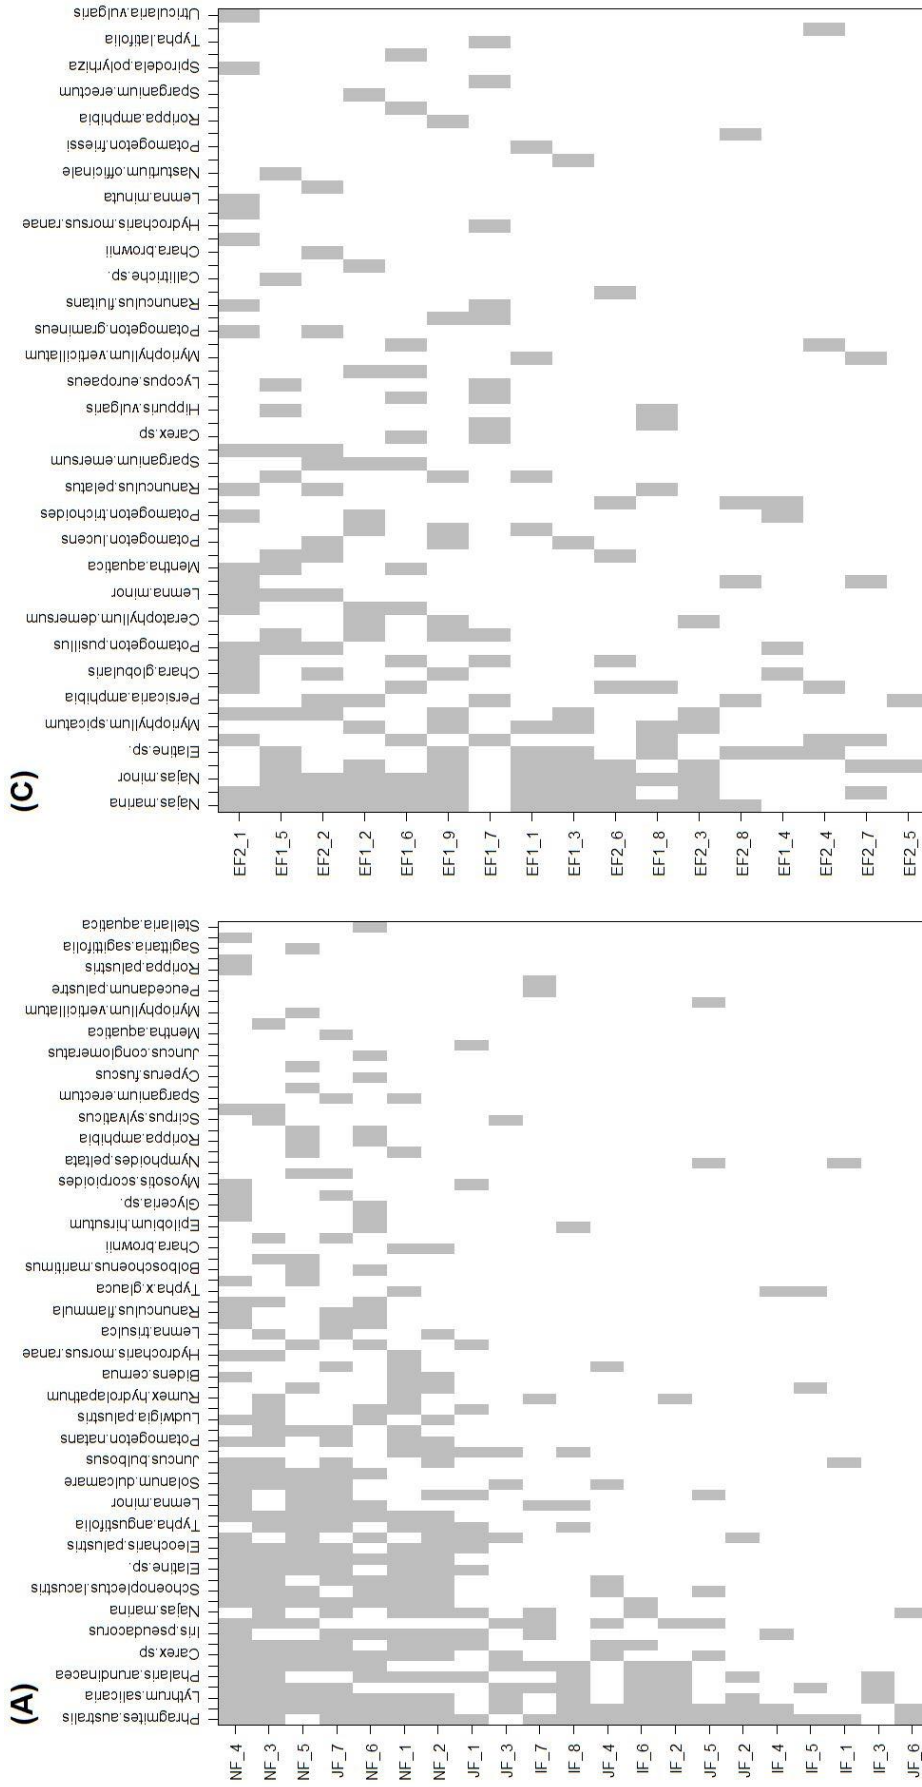 (C)
Utricularia.vulgaris
Typha.latifolia
Spirodela.polyrhiza
Sparganium.erectum
Rorippa.amphibia
Potamogeton.friessi
Nasturtium.officinale
Lemna.minuta
Hydrocharis.morsus.ranae
Chara.brownii
Callitriche.sp.
Ranunculus.fluitans
Potamogeton.gramineus
Myriophyllum.verticillatum
Lycopus.europaeus
Hippuris.vulgaris
Carex.sp
Sparganium.emersum
Ranunculus.pelatus
Potamogeton.trichoides
Potamogeton.lucens
Mentha.aquatica
Lemna.minor
Ceratophyllum.demersum
Potamogeton.pusillus
Chara.globularis
Persicaria.amphibia
Myriophyllum.spicatum
Elatine.sp.
Najas.minor
Najas.marina
EF2_1
EF1_5
EF2_2
EF1_2
EF1_6
EF1_9
EF1_7
EF1_1
EF1_3
EF2_6
EF1_8
EF2_3
EF2_8
EF1_4
EF2_4
EF2_7
EF2_5
(A)
Stellaria.aquatica
Sagittaria.sagittifolia
Rorippa.palustris
Peucedanum.palustre
Myriophyllum.verticillatum
Mentha.aquatica
Juncus.conglomeratus
Cyperus.fuscus
Sparganium.erectum
Scirpus.sylvaticus
Rorippa.amphibia
Nymphoides.peltata
Myosotis.scorpioides
Glyceria.sp.
Epilobium.hirsutum
Chara.brownii
Bolboschoenus.maritimus
Typha.x.glauca
Ranunculus.flammula
Lemna.trisulca
Hydrocharis.morsus.ranae
Bidens.cernua
Rumex.hydrolapathum
Ludwigia.palustris
Potamogeton.natans
Juncus.bulbosus
Solanum.dulcamare
Lemna.minor
Typha.angustifolia
Eleocharis.palustris
Elatine.sp.
Schoenoplectus.lacustris
Najas.marina
Iris.pseudacorus
Carex.sp
Phalaris.arundinacea
Lythrum.salicaria
Phragmites.australis
NF_4
NF_3
NF_5
JF_7
NF_6
NF_1
NF_2
JF_1
JF_3
IF_7
IF_8
JF_4
IF_6
IF_2
JF_5
JF_2
IF_4
IF_5
IF_1
IF_3
JF_6